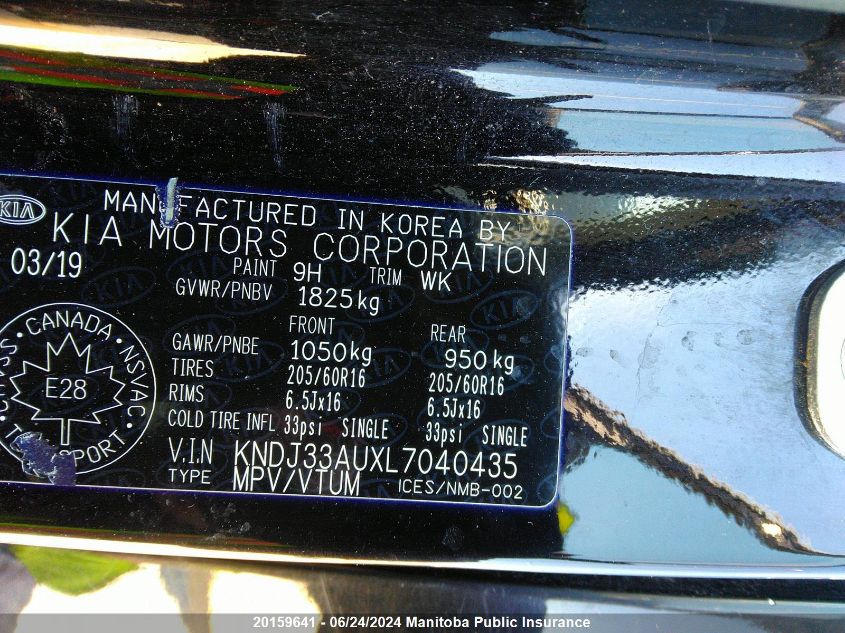 KIA
MANUFACTURED IN KOREA BY
KIA MOTORS CORPORATION
03/19 PAINT 9H TRIM WK
GVWR/PNBV 1825kg
FRONT REAR
GAWR/PNBE 1050kg 950kg
TIRES 205/60R16 205/60R16
RIMS 6.5Jx16 6.5Jx16
COLD TIRE INFL 33psi SINGLE 33psi SINGLE
V.I.N KNDJ33AUXL7040435
TYPE MPV/VTUM ICES/NMB-002
CANADA NSVAC
E28
20159641 - 06/24/2024 Manitoba Public Insurance